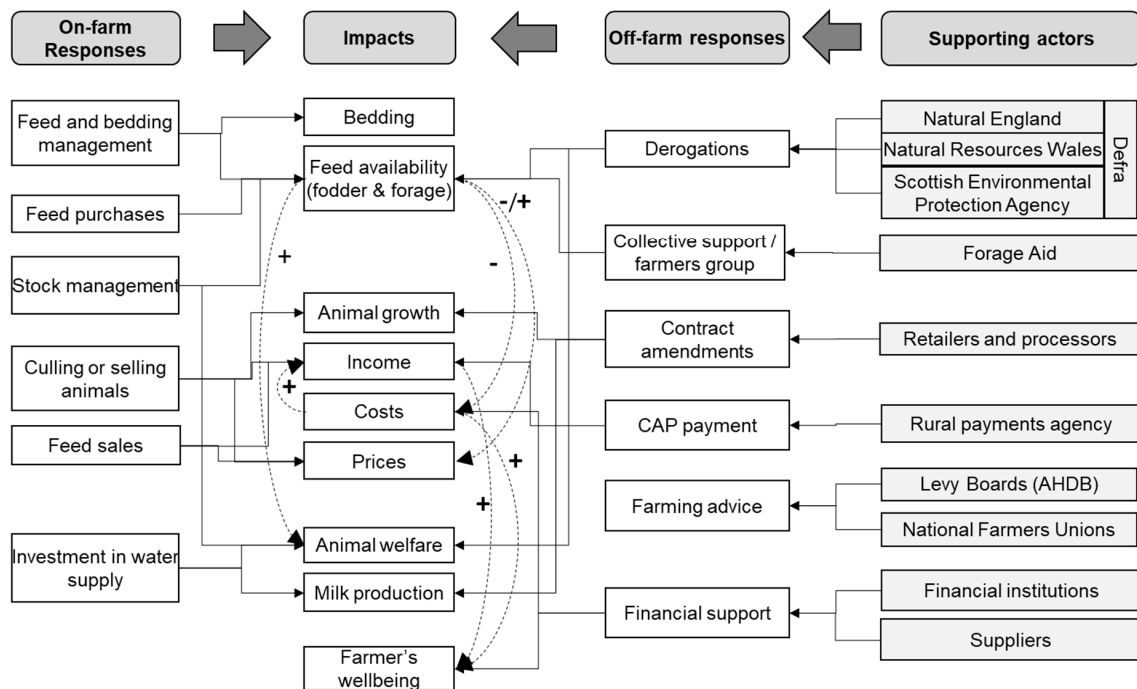 On-farm
Responses
Impacts
Off-farm responses
Supporting actors
Feed and bedding
management
Feed purchases
Stock management
Culling or selling
animals
Feed sales
Investment in water
supply
Bedding
Feed availability
(fodder & forage)
Animal growth
Income
Costs
Prices
Animal welfare
Milk production
Farmer's
wellbeing
+
+
-/+
-
+
+
Derogations
Collective support /
farmers group
Contract
amendments
CAP payment
Farming advice
Financial support
Natural England
Natural Resources Wales
Scottish Environmental
Protection Agency
Defra
Forage Aid
Retailers and processors
Rural payments agency
Levy Boards (AHDB)
National Farmers Unions
Financial institutions
Suppliers